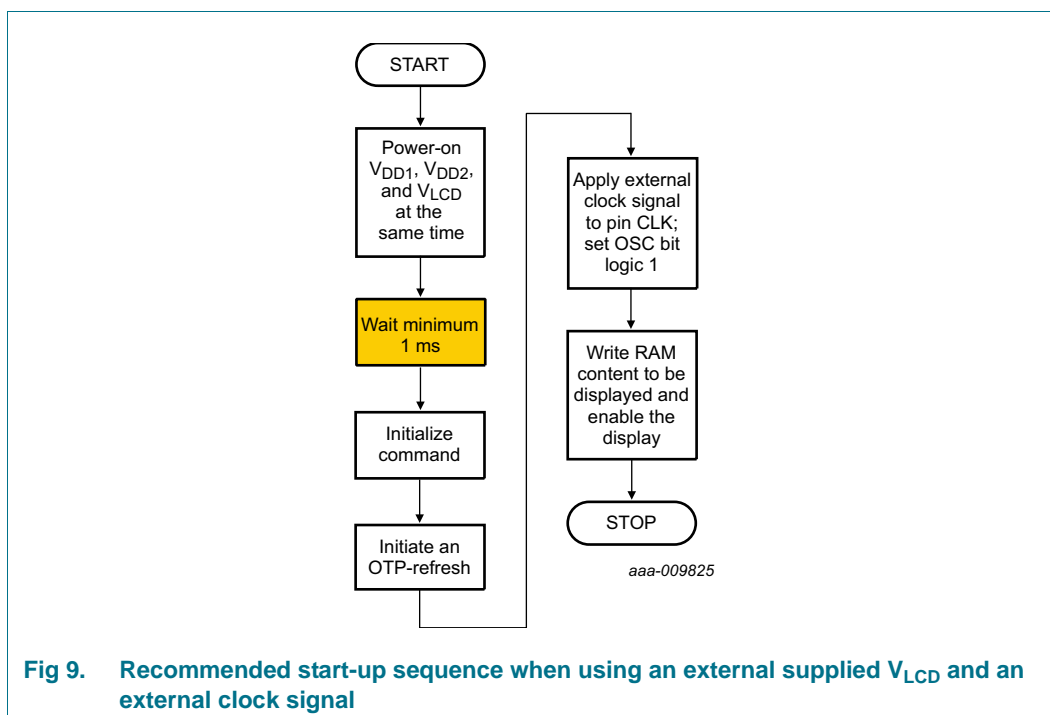 START
Power-on
VDD1, VDD2,
and VLCD
at the
same time
Wait minimum
1 ms
Initialize
command
Initiate an
OTP-refresh
Apply external
clock signal
to pin CLK;
set OSC bit
logic 1
Write RAM
content to be
displayed and
enable the
display
STOP
aaa-009825
Fig 9. Recommended start-up sequence when using an external supplied VLCD and an
external clock signal